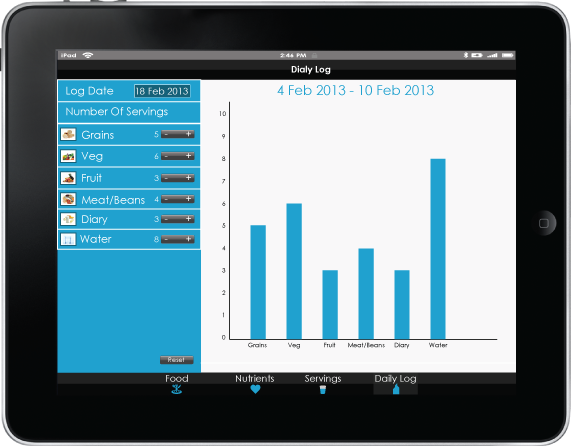 iPod 2:46 PM
Dialy Log
Log Date 18 Feb 2013
Number Of Servings
Grains 5 - +
Veg 6 - +
Fruit 3 - +
Meat/Beans 4 - +
Diary 3 - +
Water 8 - +
Reset
4 Feb 2013 - 10 Feb 2013
10
9
8
7
6
5
4
3
2
1
0
Grains Veg Fruit Meat/Beans Diary Water
Food Nutrients Servings Daily Log